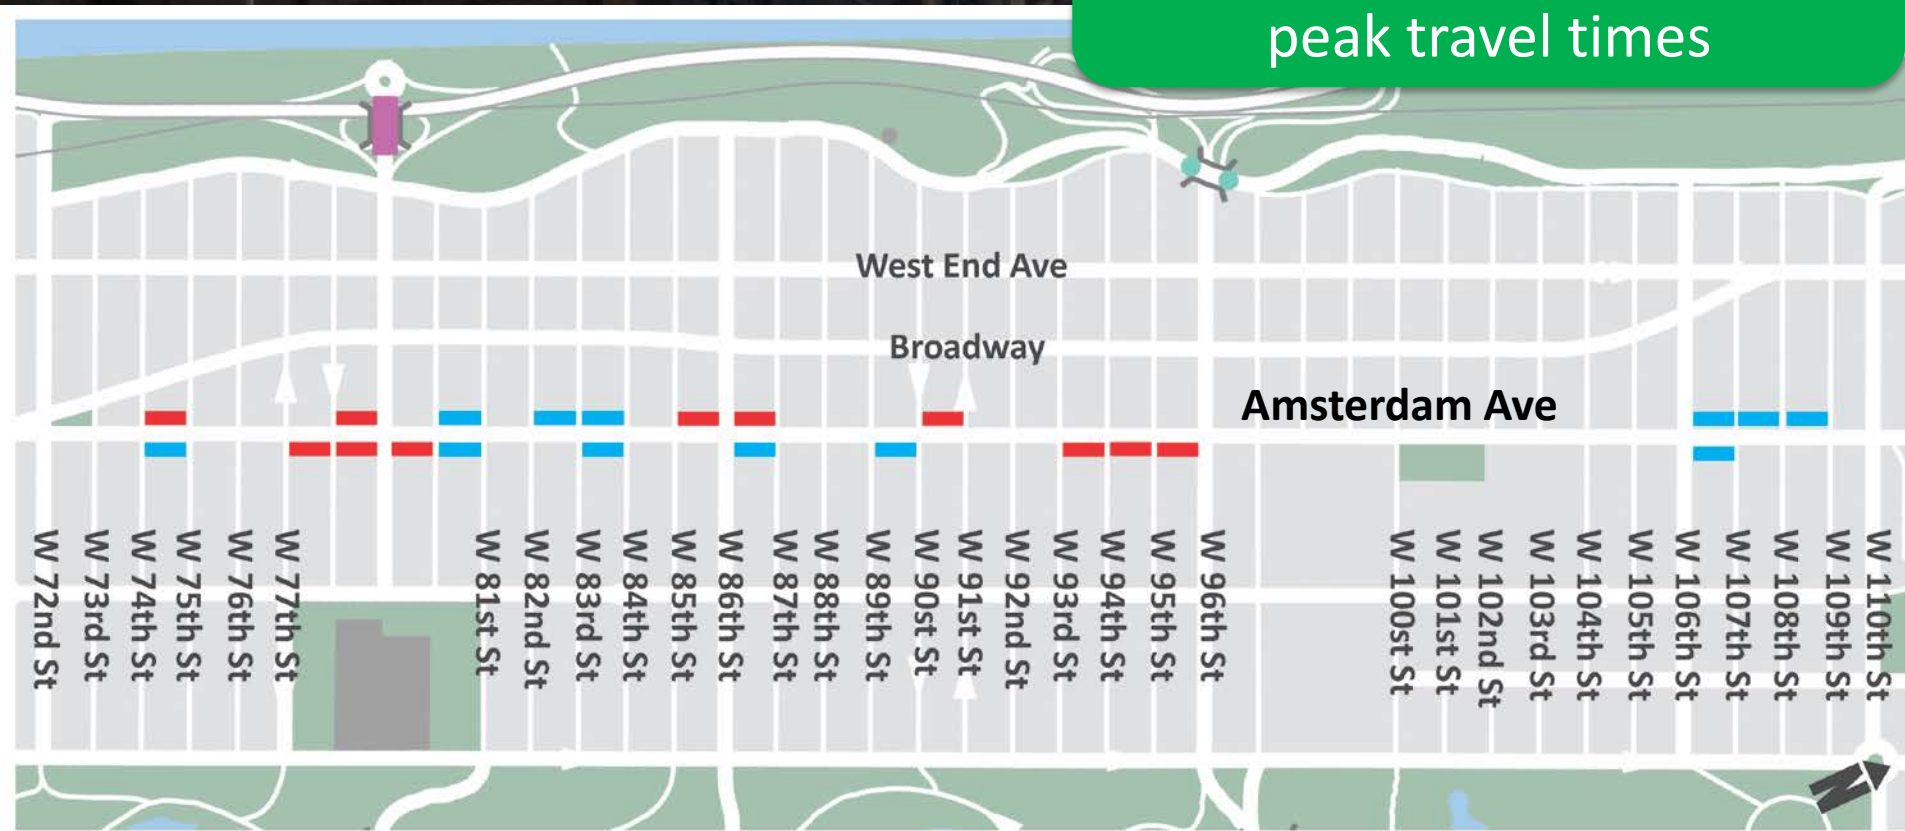 peak travel times
West End Ave
Broadway
Amsterdam Ave
W 72nd St
W 73rd St
W 74th St
W 75th St
W 76th St
W 77th St
W 81st St
W 82nd St
W 83rd St
W 84th St
W 85th St
W 86th St
W 87th St
W 88th St
W 89th St
W 90st St
W 91st St
W 92nd St
W 93rd St
W 94th St
W 95th St
W 96th St
W 100st St
W 101st St
W 102nd St
W 103rd St
W 104th St
W 105th St
W 106th St
W 107th St
W 108th St
W 109th St
W 110th St
N